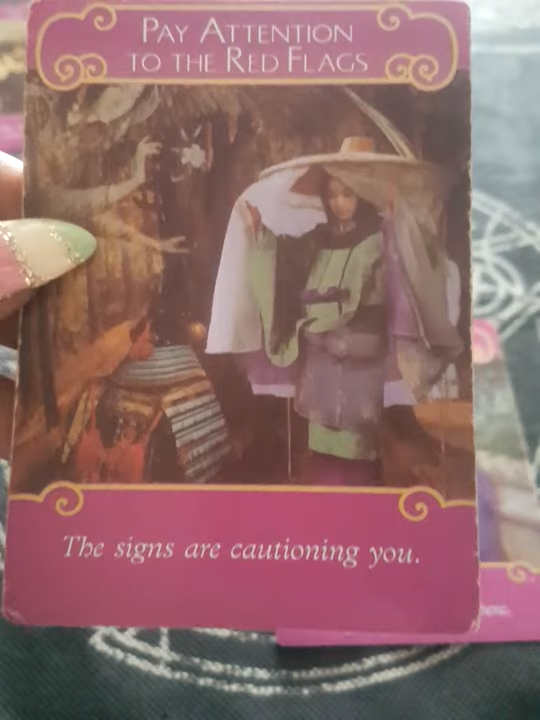 PAY ATTENTION
TO THE RED FLAGS
The signs are cautioning you.